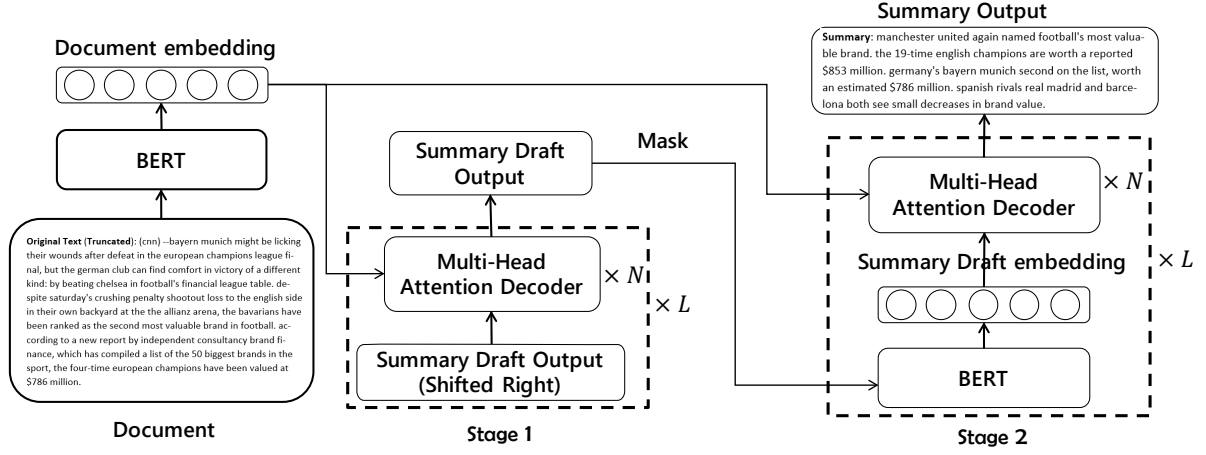 Document embedding
BERT
Original Text (Truncated): (cnn) --bayern munich might be licking
their wounds after defeat in the european champions league fi-
nal, but the german club can find comfort in victory of a different
kind: by beating chelsea in football's financial league table. de-
spite saturday's crushing penalty shootout loss to the english side
in their own backyard at the the allianz arena, the bavarians have
been ranked as the second most valuable brand in football. ac-
cording to a new report by independent consultancy brand fi-
nance, which has compiled a list of the 50 biggest brands in the
sport, the four-time european champions have been valued at
$786 million.
Document
Summary Draft
Output
Mask
Multi-Head
Attention Decoder
× N
× L
Summary Draft Output
(Shifted Right)
Stage 1
Summary Output
Summary: manchester united again named football's most valua-
ble brand. the 19-time english champions are worth a reported
$853 million. germany's bayern munich second on the list, worth
an estimated $786 million. spanish rivals real madrid and barce-
lona both see small decreases in brand value.
Multi-Head
Attention Decoder
× N
Summary Draft embedding
× L
BERT
Stage 2